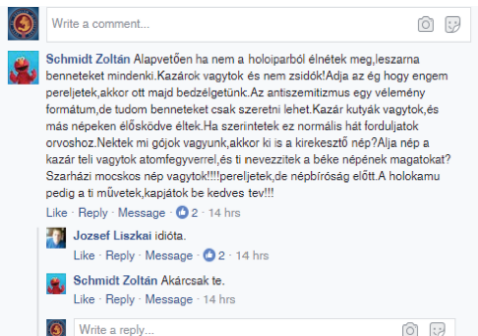 Write a comment...
Schmidt Zoltán Alapvetően ha nem a holoiparból élnétek meg,leszarna
benneteket mindenki.Kazárok vagytok és nem zsidók!Adja az ég hogy engem
pereljetek,akkor ott majd bedzélgetünk.Az antiszemitizmus egy vélemény
formátum,de tudom benneteket csak szeretni lehet.Kazár kutyák vagytok,és
más népeken élősködve éltek.Ha szerintetek ez normális hát forduljatok
orvoshoz.Nektek mi gójok vagyunk,akkor ki is a kirekesztő nép?Alja nép a
kazár teli vagytok atomfegyverrel,és ti nevezzitek a béke népének magatokat?
Szarházi mocskos nép vagytok!!!!pereljetek,de népbíróság előtt.A holokamu
pedig a ti művetek,kapjátok be kedves tev!!!
Like · Reply · Message · 2 · 14 hrs
Jozsef Liszkai idióta.
Like · Reply · Message · 2 · 14 hrs
Schmidt Zoltán Akárcsak te.
Like · Reply · Message · 14 hrs
Write a reply...